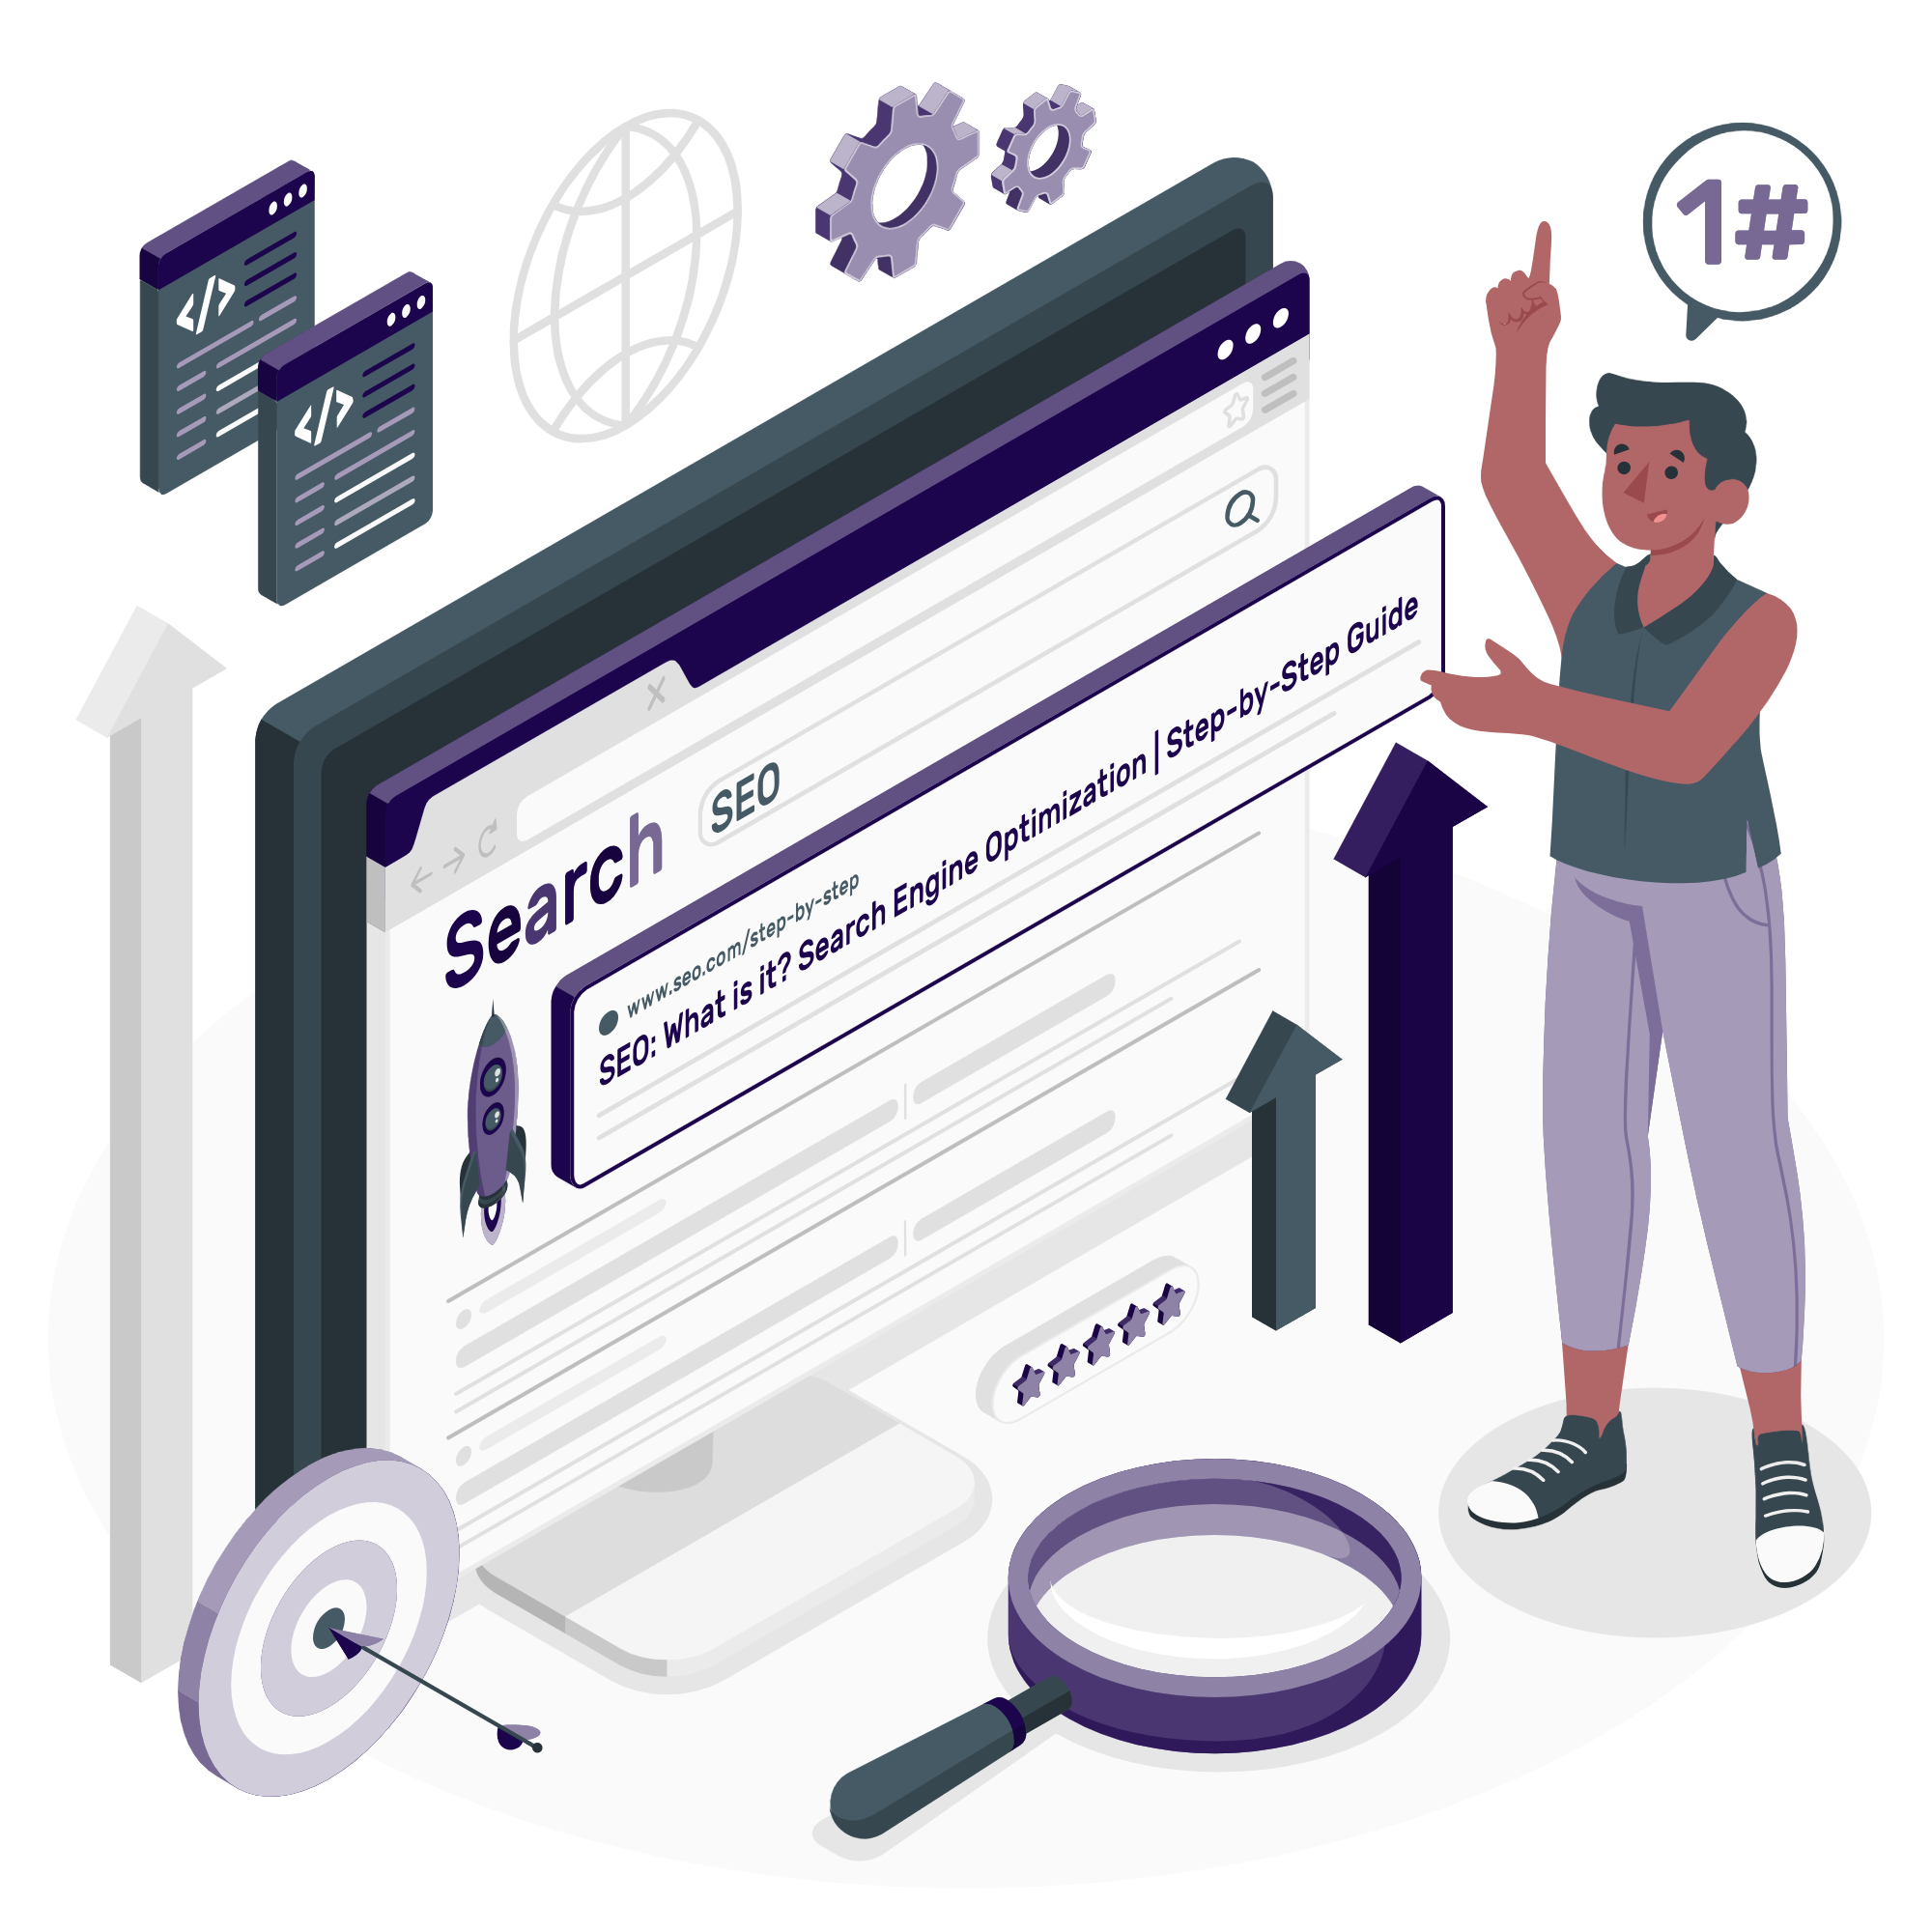 </>
</>
1#
Search
SEO
www.seo.com/step-by-step
SEO: What is it? Search Engine Optimization | Step-by-Step Guide